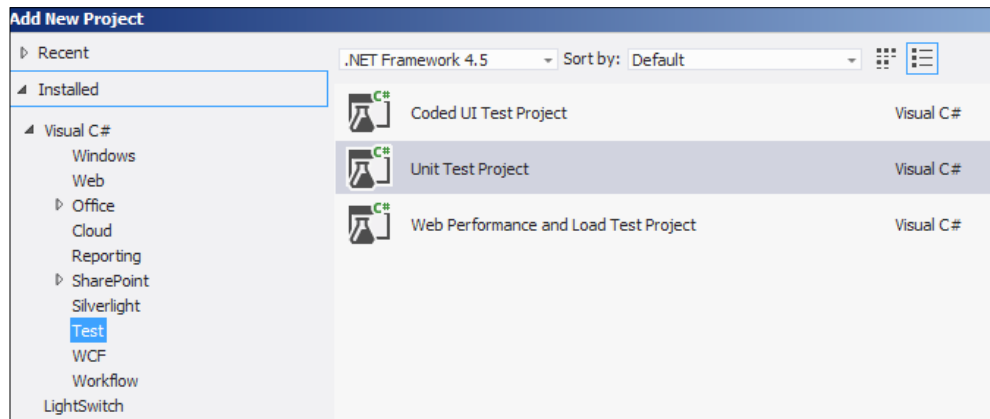 Add New Project
Recent
Installed
Visual C#
Windows
Web
Office
Cloud
Reporting
SharePoint
Silverlight
Test
WCF
Workflow
LightSwitch
.NET Framework 4.5 Sort by: Default
C# Coded UI Test Project Visual C#
C# Unit Test Project Visual C#
C# Web Performance and Load Test Project Visual C#